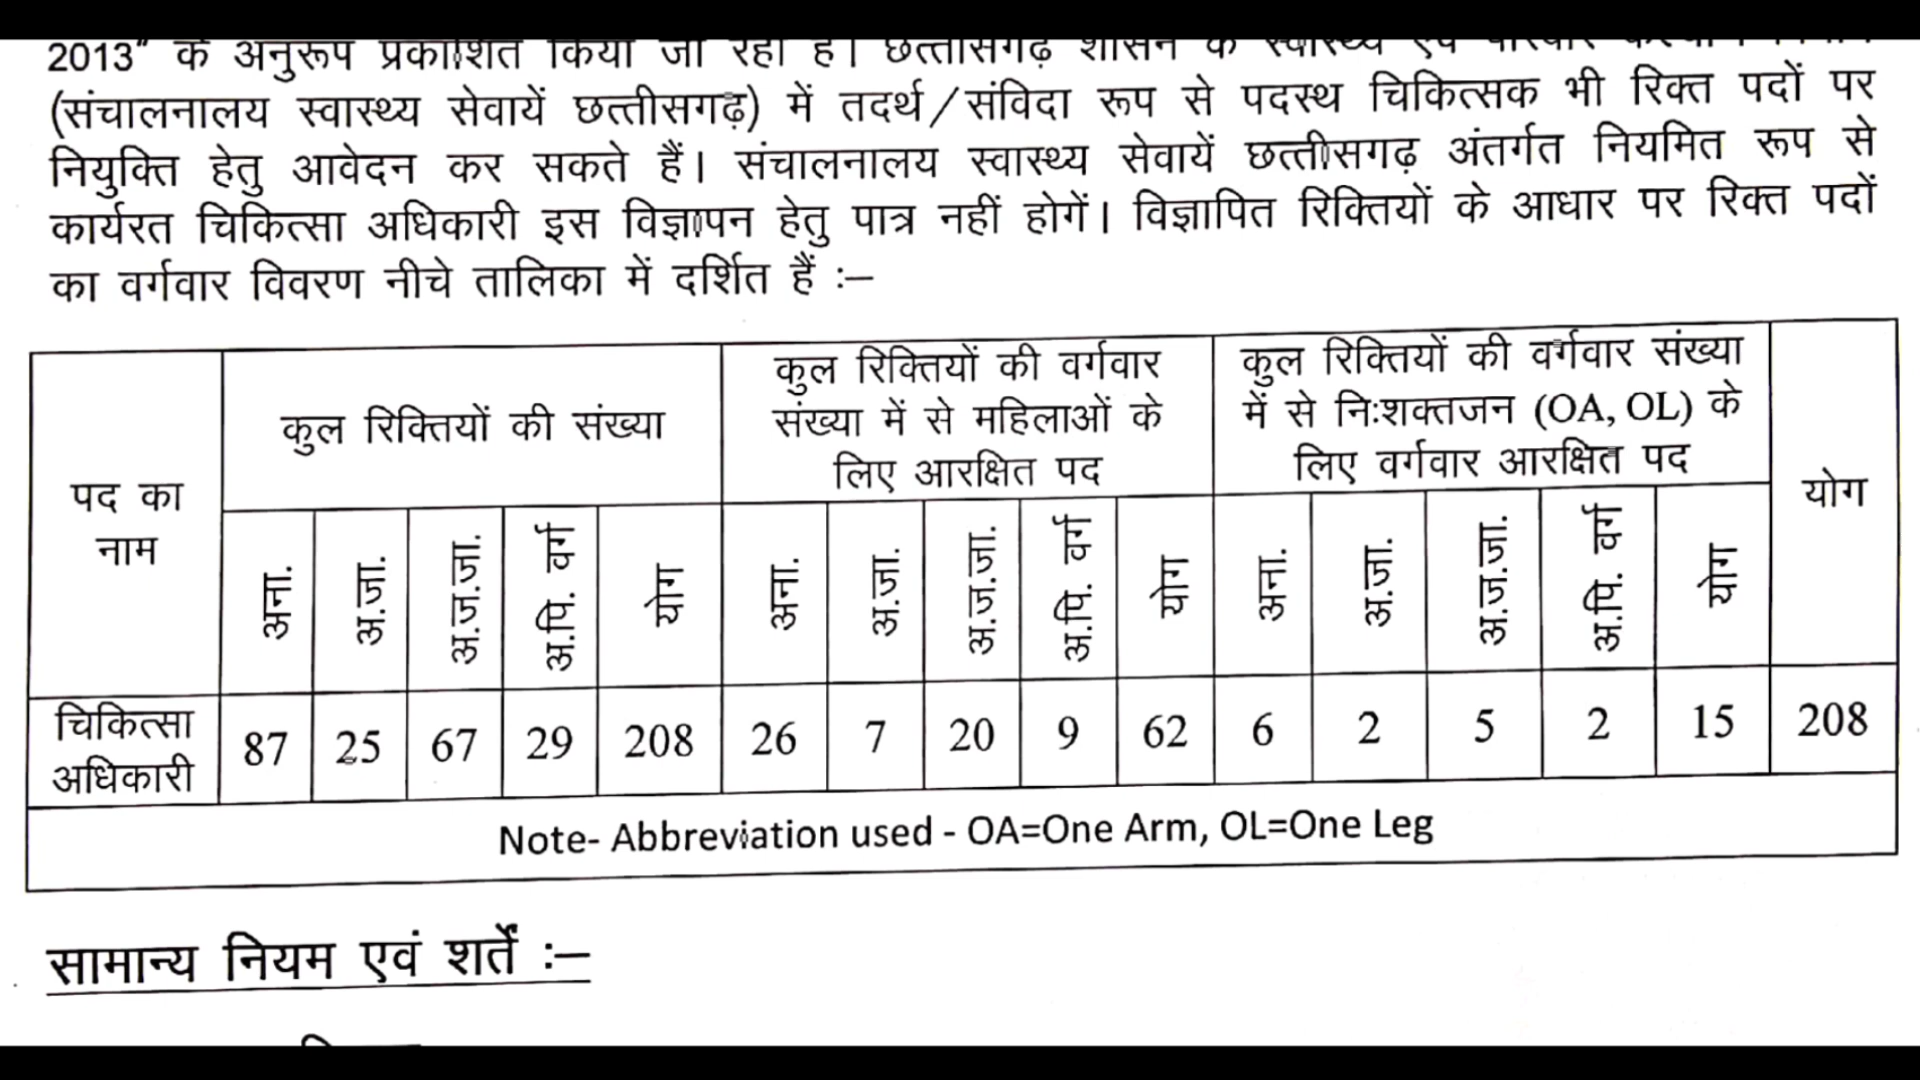 2013" के अनुरूप प्रकाशित किया जा रहा है। छत्तीसगढ़ शासन के स्वास्थ्य एवं परिवार कल्याण
(संचालनालय स्वास्थ्य सेवायें छत्तीसगढ़) में तदर्थ/संविदा रूप से पदस्थ चिकित्सक भी रिक्त पदों पर
नियुक्ति हेतु आवेदन कर सकते हैं। संचालनालय स्वास्थ्य सेवायें छत्तीसगढ़ अंतर्गत नियमित रूप से
कार्यरत चिकित्सा अधिकारी इस विज्ञापन हेतु पात्र नहीं होगें। विज्ञापित रिक्तियों के आधार पर रिक्त पदों
का वर्गवार विवरण नीचे तालिका में दर्शित हैं :–
पद का
नाम
कुल रिक्तियों की संख्या
कुल रिक्तियों की वर्गवार
संख्या में से महिलाओं के
लिए आरक्षित पद
कुल रिक्तियों की वर्गवार संख्या
में से निःशक्तजन (OA, OL) के
लिए वर्गवार आरक्षित पद
योग
अना. अ.जा. अ.ज.जा. अ.पि. वर्ग योग अना. अ.जा. अ.ज.जा. अ.पि. वर्ग योग अना. अ.जा. अ.ज.जा. अ.पि. वर्ग योग
चिकित्सा
अधिकारी
87 25 67 29 208 26 7 20 9 62 6 2 5 2 15 208
Note- Abbreviation used - OA=One Arm, OL=One Leg
सामान्य नियम एवं शर्तें :–